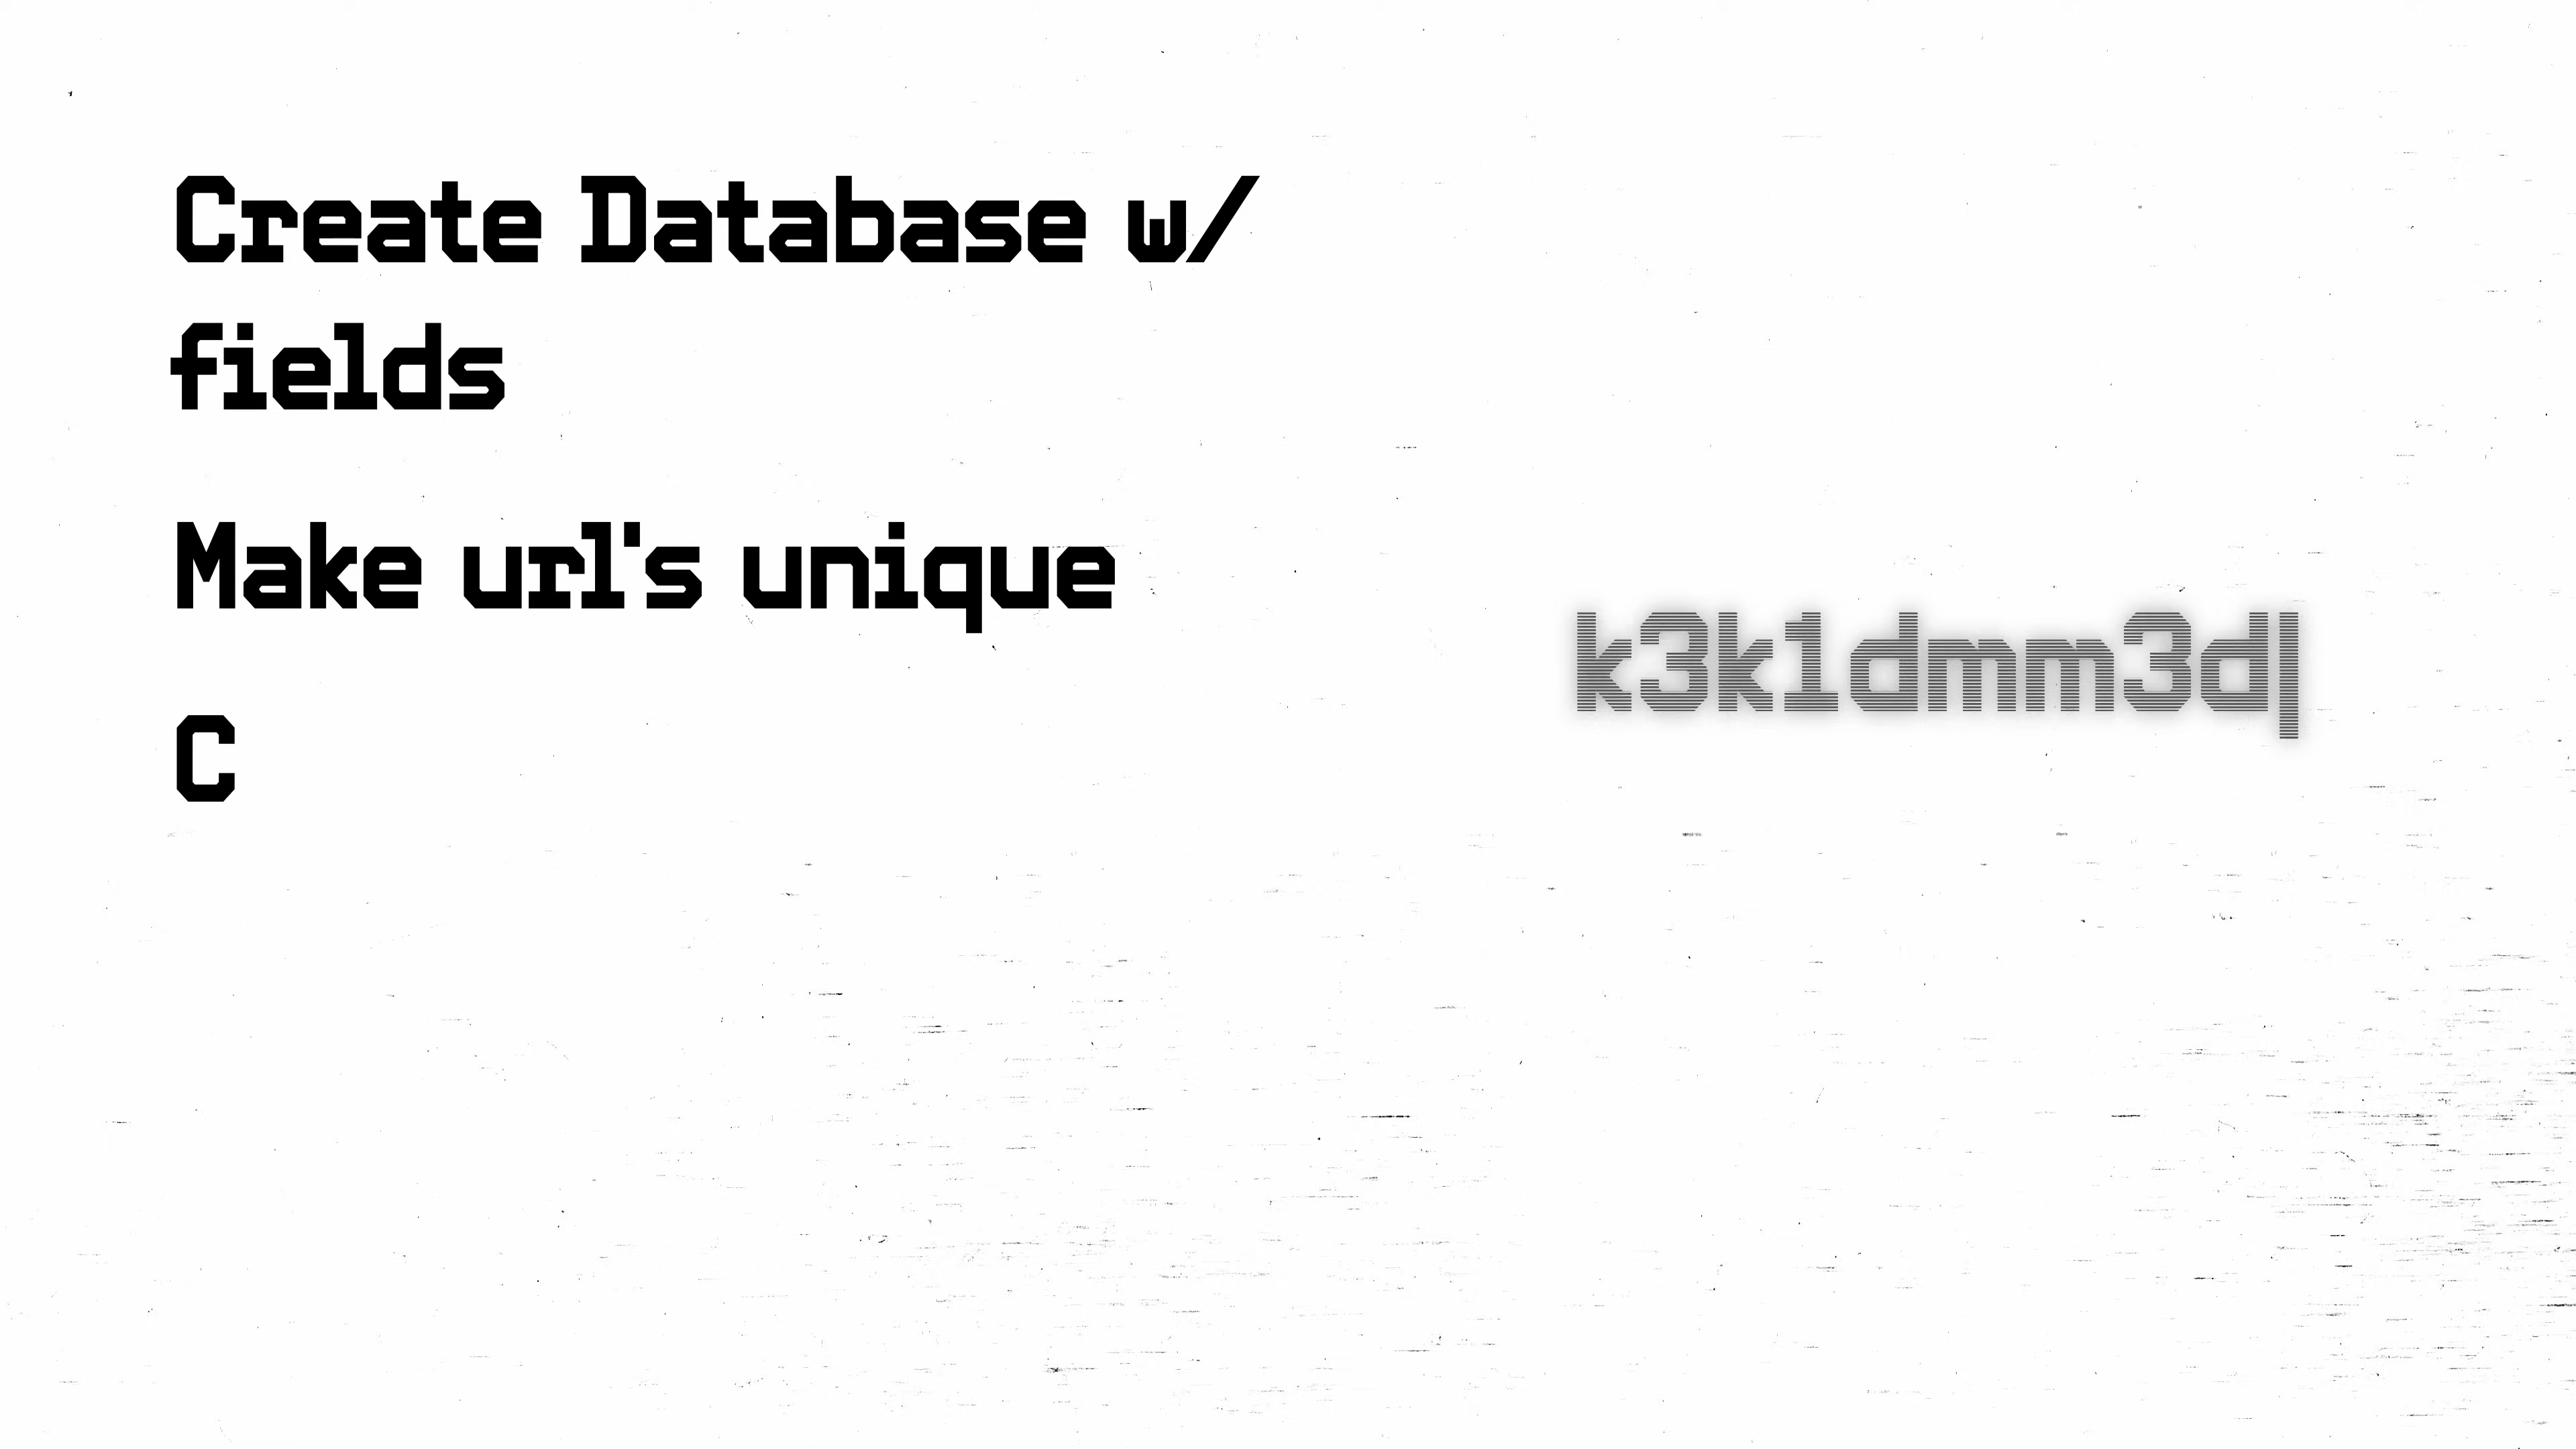 Create Database w/
fields
Make url's unique
C
k3k1dmm3d|